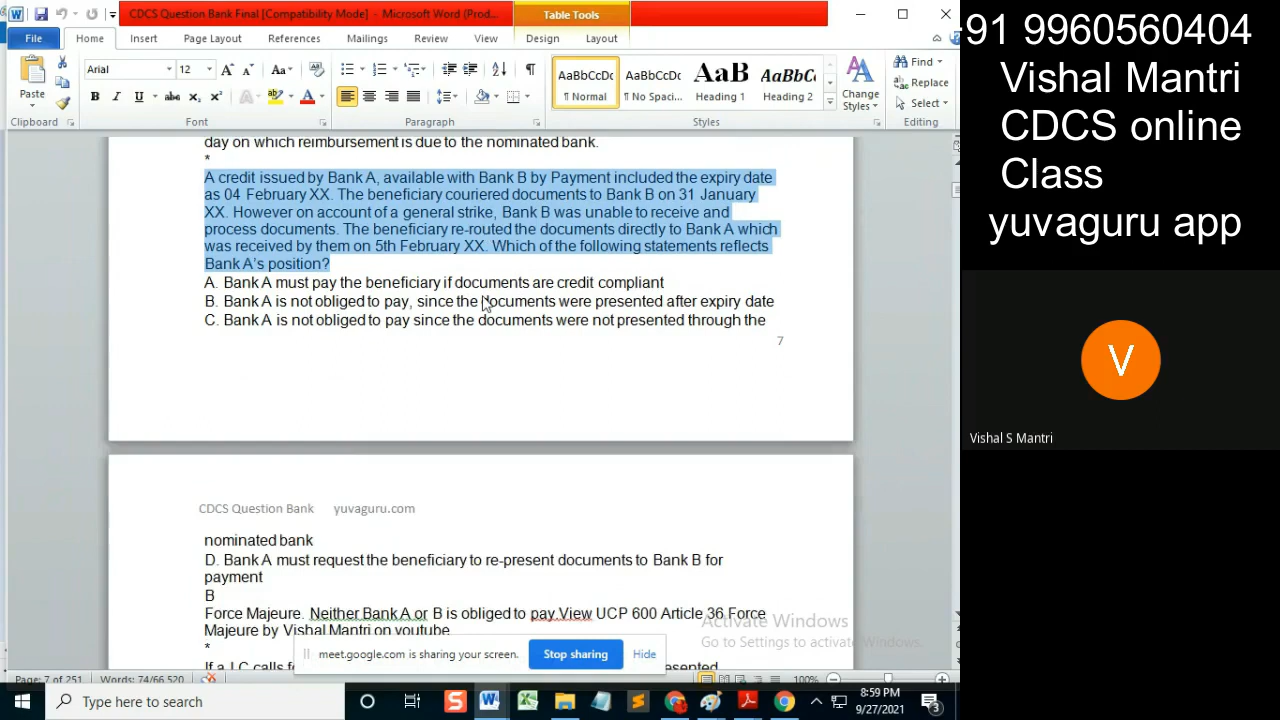 CDCS Question Bank Final [Compatibility Mode] - Microsoft Word (Prod...
Table Tools
File
Home
Insert
Page Layout
References
Mailings
Review
View
Design
Layout
Paste
Clipboard
Arial
12
Font
Paragraph
AaBbCcDc
¶ Normal
AaBbCcDc
¶ No Spaci...
AaB
Heading 1
AaBbCc
Heading 2
Change
Styles
Styles
Find
Replace
Select
Editing
day on which reimbursement is due to the nominated bank.
*
A credit issued by Bank A, available with Bank B by Payment included the expiry date
as 04 February XX. The beneficiary couriered documents to Bank B on 31 January
XX. However on account of a general strike, Bank B was unable to receive and
process documents. The beneficiary re-routed the documents directly to Bank A which
was received by them on 5th February XX. Which of the following statements reflects
Bank A's position?
A. Bank A must pay the beneficiary if documents are credit compliant
B. Bank A is not obliged to pay, since the documents were presented after expiry date
C. Bank A is not obliged to pay since the documents were not presented through the
7
CDCS Question Bank yuvaguru.com
nominated bank
D. Bank A must request the beneficiary to re-present documents to Bank B for
payment
B
Force Majeure. Neither Bank A or B is obliged to pay.View UCP 600 Article 36 Force
Majeure by Vishal Mantri on youtube
*
Activate Windows
Go to Settings to activate Windows.
meet.google.com is sharing your screen.
Stop sharing
Hide
Page: 7 of 251
Words: 74/66,520
100%
Type here to search
8:59 PM
9/27/2021
3
91 9960560404
Vishal Mantri
CDCS online
Class
yuvaguru app
V
Vishal S Mantri